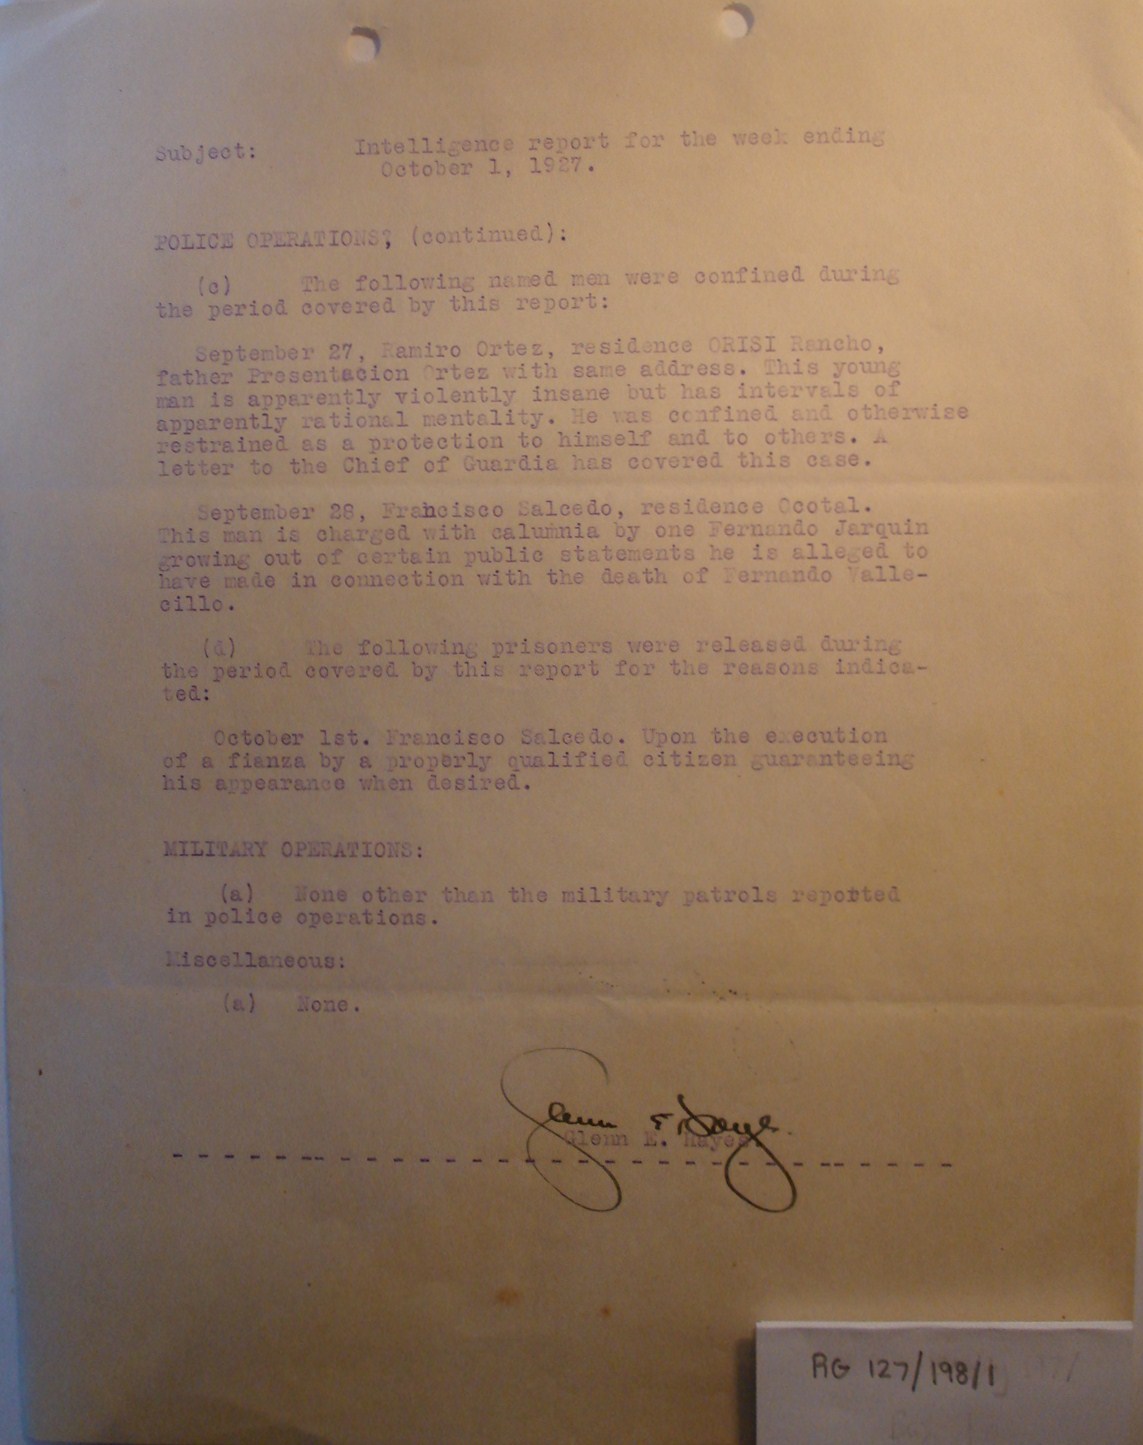 Subject: Intelligence report for the week ending
October 1, 1927.
POLICE OPERATIONS; (continued):
(c) The following named men were confined during
the period covered by this report:
September 27, Ramiro Ortez, residence ORISI Rancho,
father Presentacion Ortez with same address. This young
man is apparently violently insane but has intervals of
apparently rational mentality. He was confined and otherwise
restrained as a protection to himself and to others. A
letter to the Chief of Guardia has covered this case.
September 28, Francisco Salcedo, residence Ocotal.
This man is charged with calumnia by one Fernando Jarquin
growing out of certain public statements he is alleged to
have made in connection with the death of Fernando Valle-
cillo.
(d) The following prisoners were released during
the period covered by this report for the reasons indica-
ted:
October 1st. Francisco Salcedo. Upon the execution
of a fianza by a properly qualified citizen guaranteeing
his appearance when desired.
MILITARY OPERATIONS:
(a) None other than the military patrols reported
in police operations.
Miscellaneous:
(a) None.
Glenn E. Hayes
Glenn E. Hayes.
RG 127/198/1